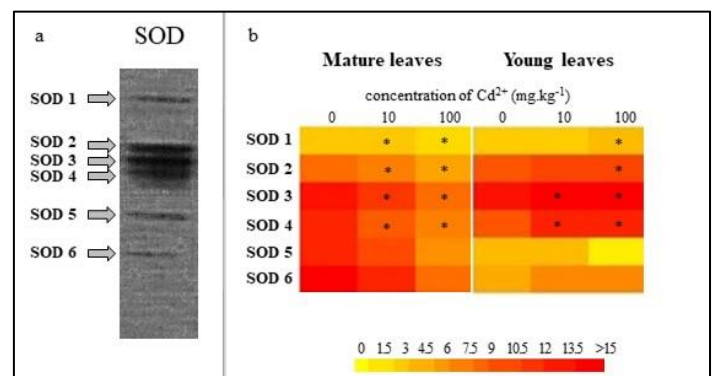 a
SOD
SOD 1
SOD 2
SOD 3
SOD 4
SOD 5
SOD 6
b
Mature leaves Young leaves
concentration of Cd²⁺ (mg.kg⁻¹)
0 10 100 0 10 100
SOD 1 * * *
SOD 2 * * *
SOD 3 * * * *
SOD 4 * * * *
SOD 5
SOD 6
0 1.5 3 4.5 6 7.5 9 10.5 12 13.5 >15